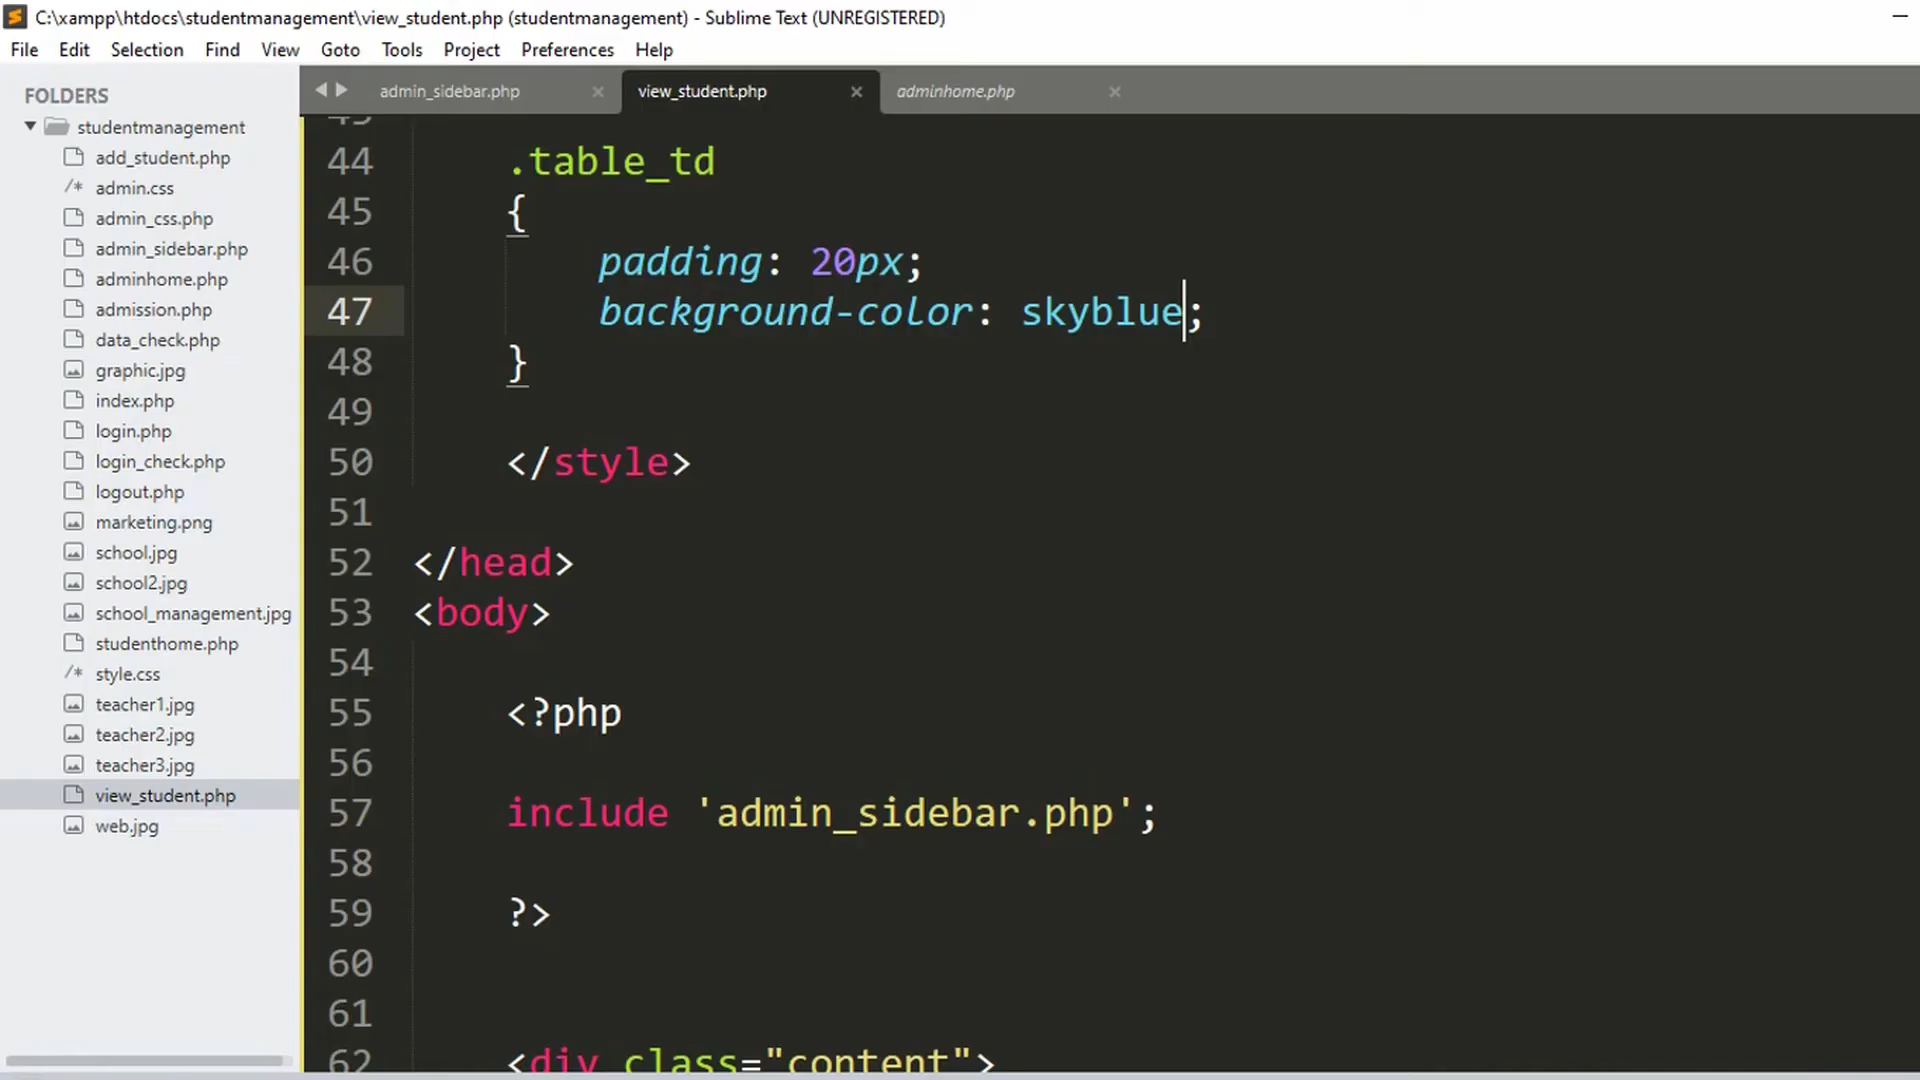 C:\xampp\htdocs\studentmanagement\view_student.php (studentmanagement) - Sublime Text (UNREGISTERED)
File Edit Selection Find View Goto Tools Project Preferences Help
FOLDERS
studentmanagement
add_student.php
/* admin.css
admin_css.php
admin_sidebar.php
adminhome.php
admission.php
data_check.php
graphic.jpg
index.php
login.php
login_check.php
logout.php
marketing.png
school.jpg
school2.jpg
school_management.jpg
studenthome.php
/* style.css
teacher1.jpg
teacher2.jpg
teacher3.jpg
view_student.php
web.jpg
admin_sidebar.php view_student.php adminhome.php
43
44 .table_td
45 {
46 padding: 20px;
47 background-color: skyblue;
48 }
49
50 </style>
51
52 </head>
53 <body>
54
55 <?php
56
57 include 'admin_sidebar.php';
58
59 ?>
60
61
62 <div class="content">